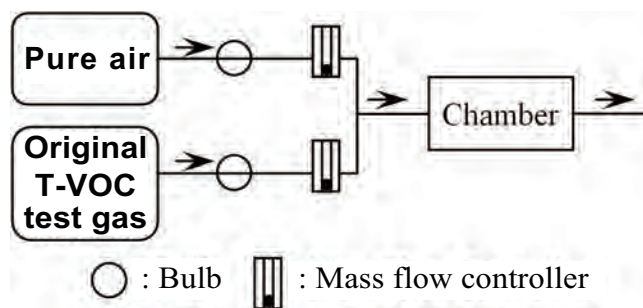 Pure air
Original
T-VOC
test gas
Chamber
: Bulb
: Mass flow controller